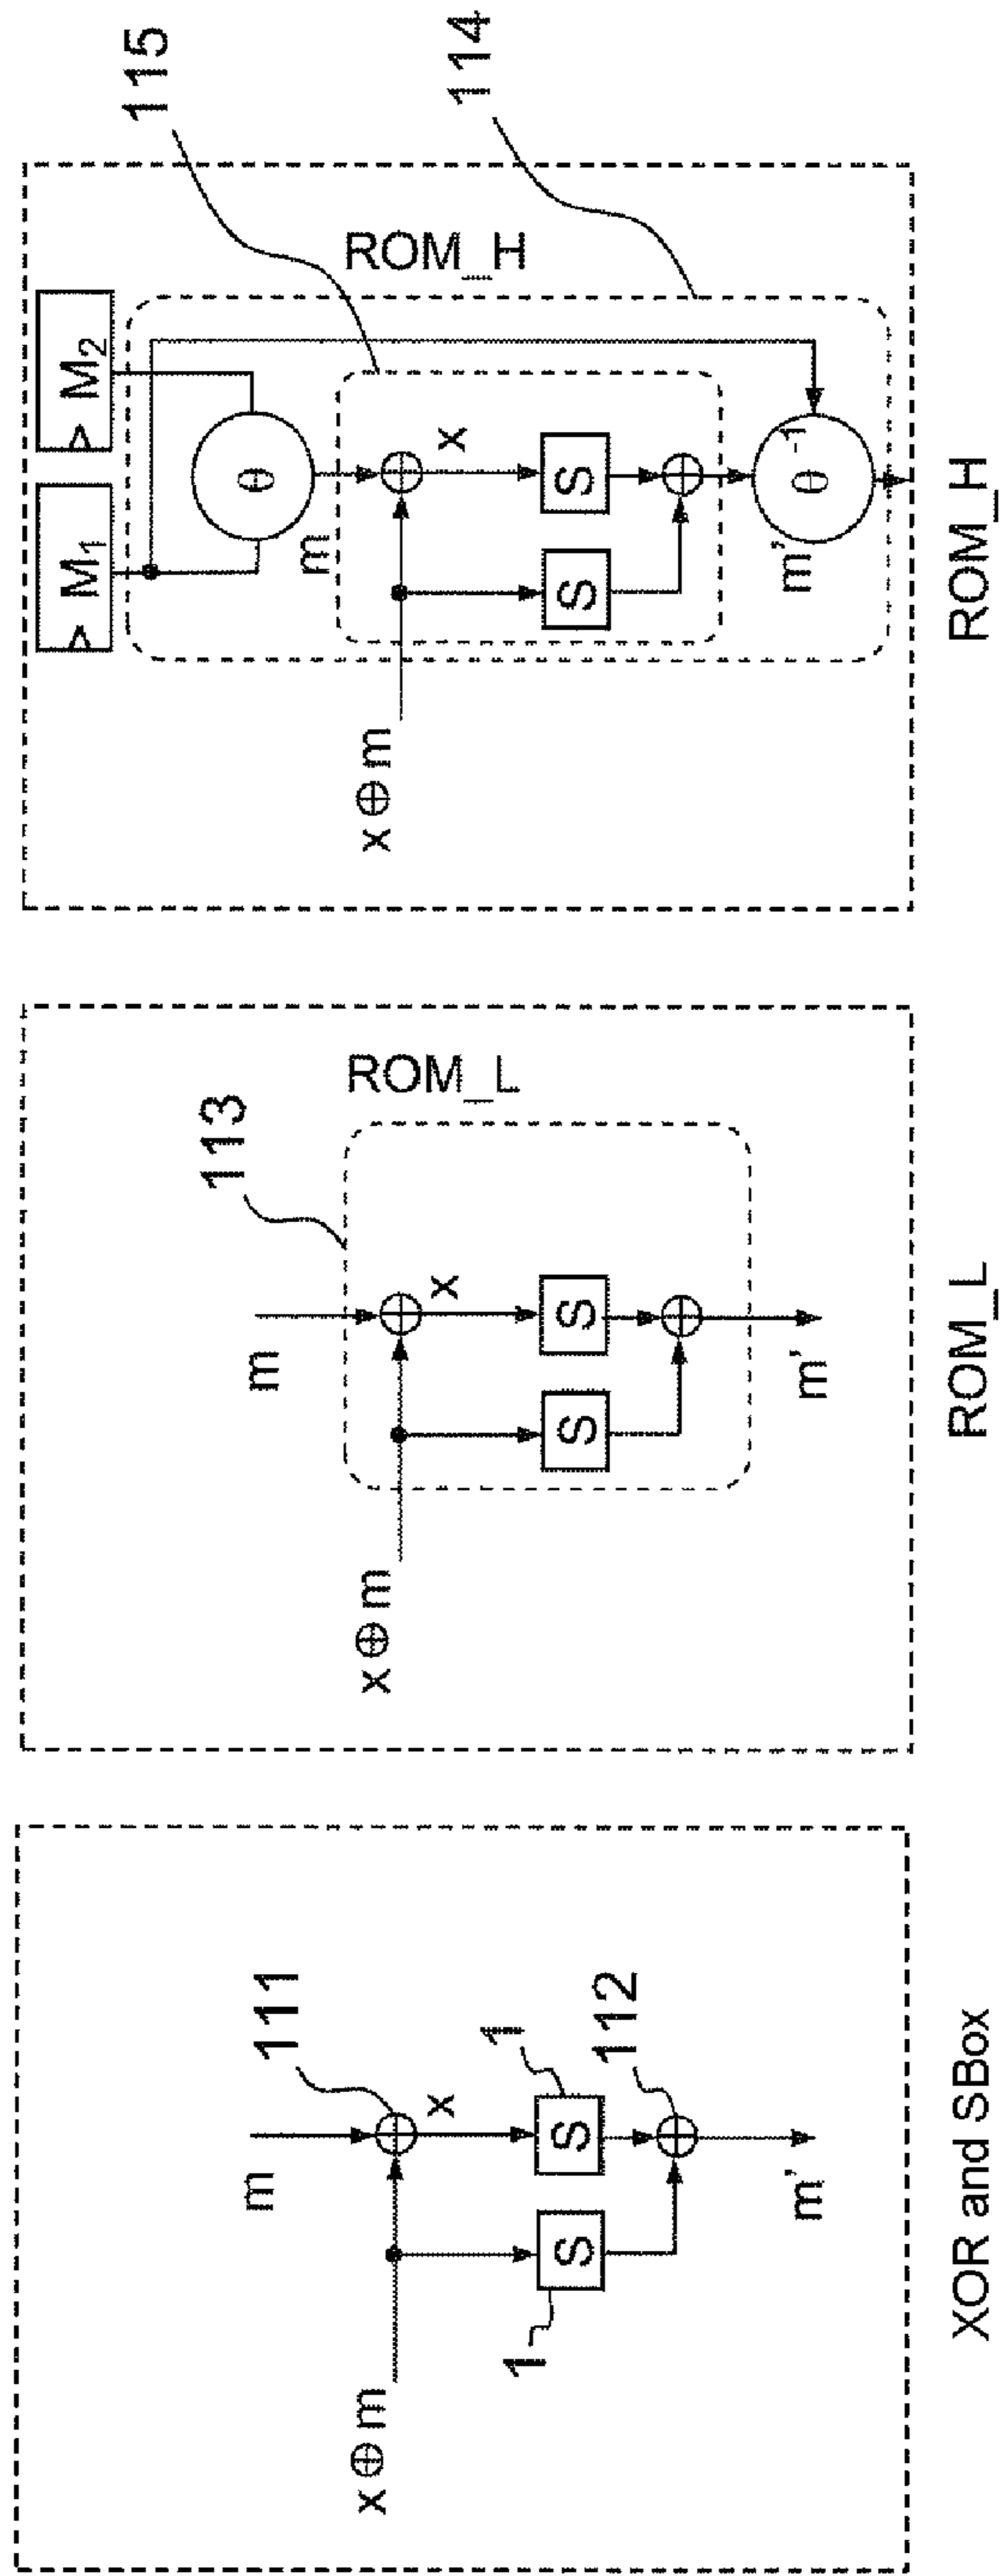 m
111
x⊕m
x
1
S
S
1
112
m'
XOR and SBox
113
ROM_L
m
x⊕m
x
S
S
m'
ROM_L
115
114
M₁
M₂
ROM_H
θ
m
x⊕m
x
S
S
m'
θ⁻¹
ROM_H